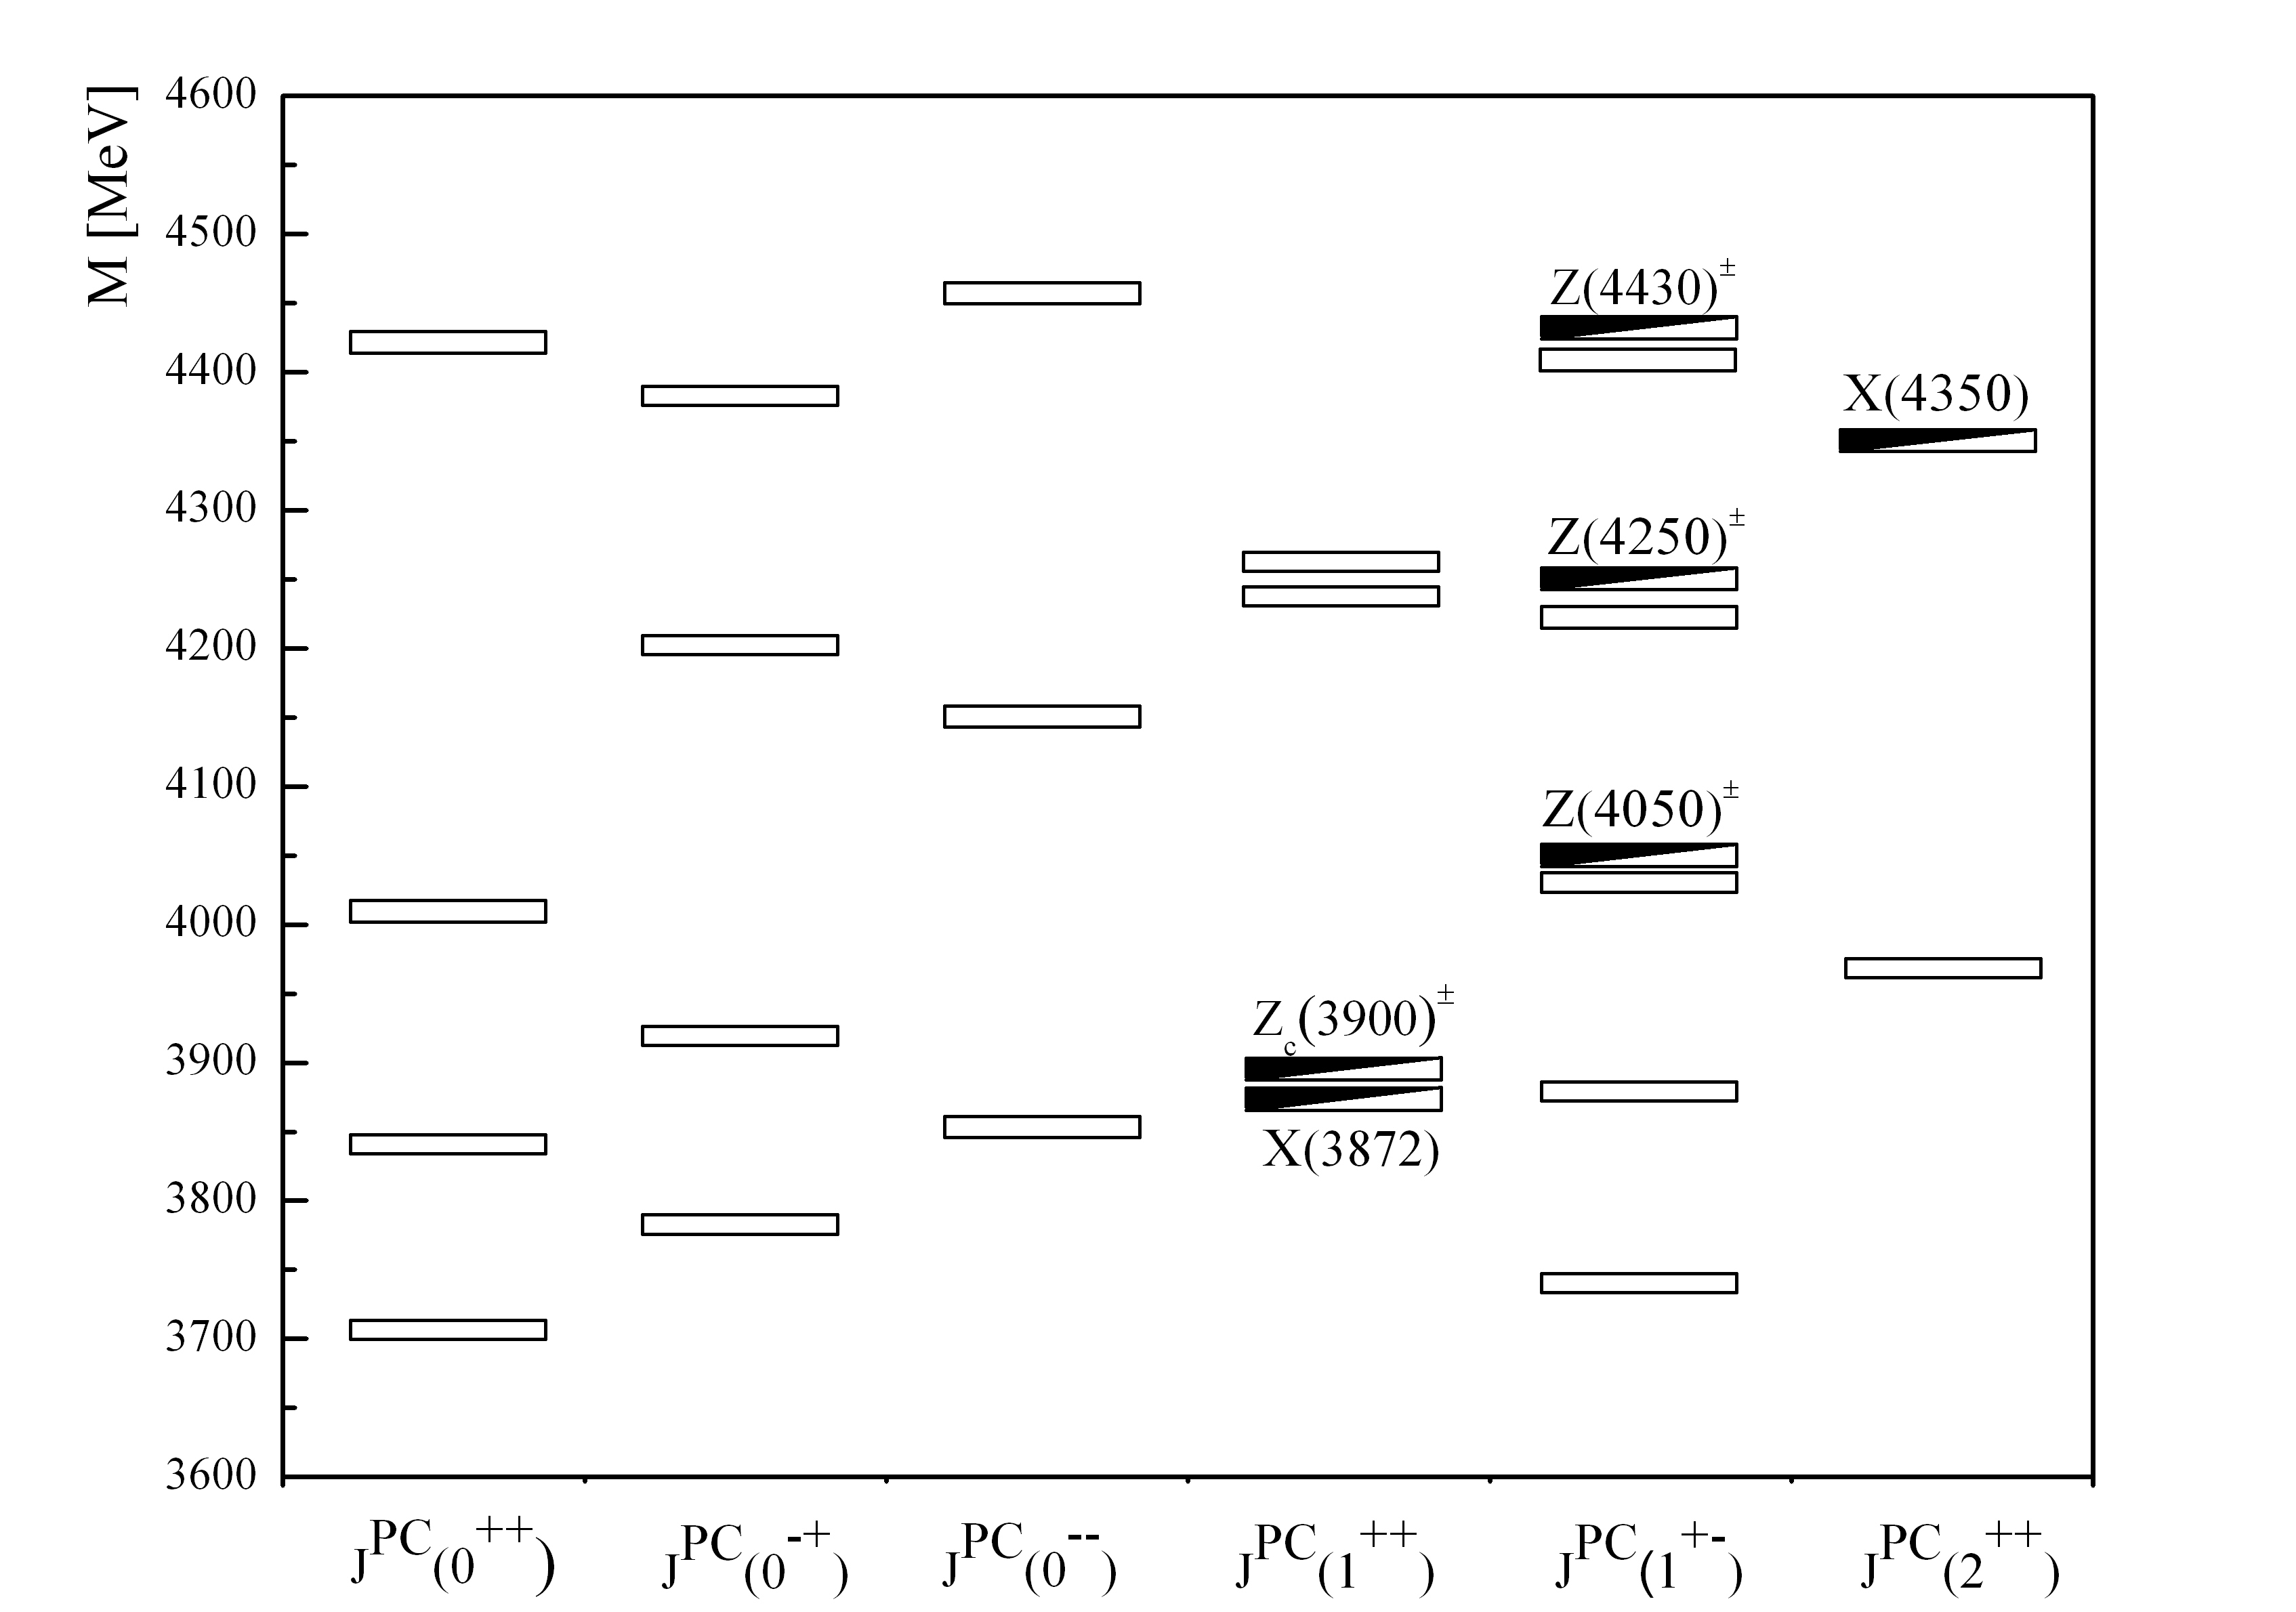 M [MeV]
4600
4500
4400
4300
4200
4100
4000
3900
3800
3700
3600
Z(4430)±
X(4350)
Z(4250)±
Z(4050)±
Zc(3900)±
X(3872)
JPC(0++)
JPC(0-+)
JPC(0--)
JPC(1++)
JPC(1+-)
JPC(2++)